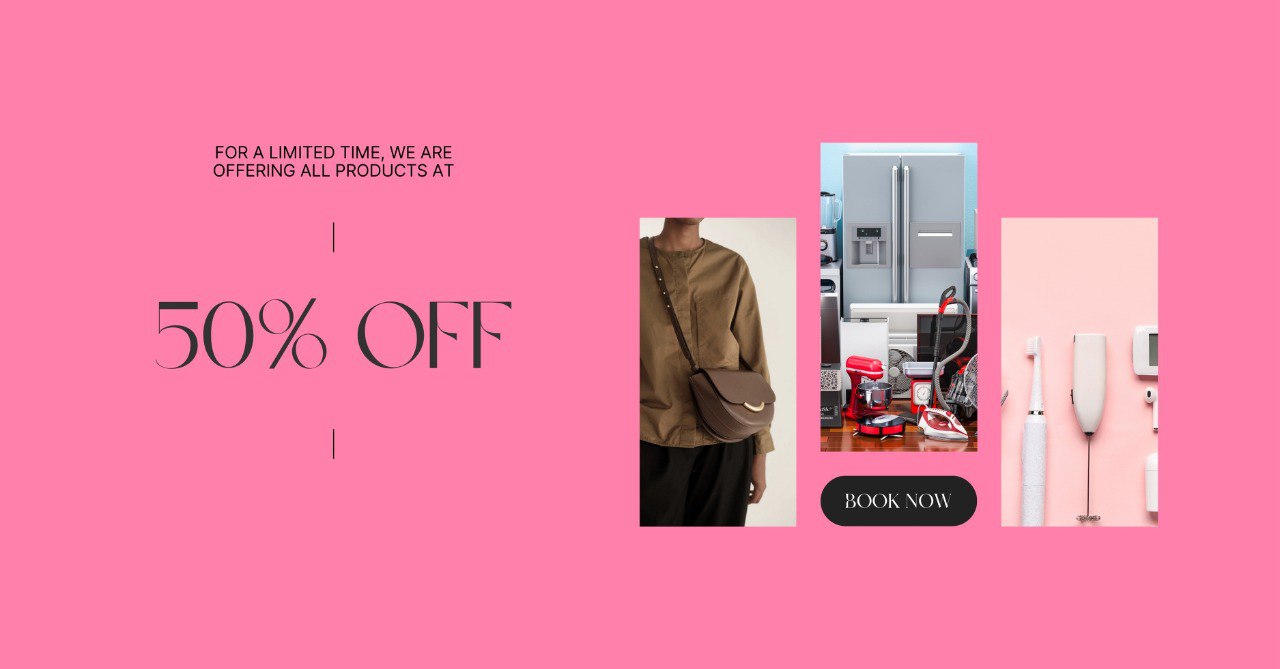 FOR A LIMITED TIME, WE ARE
OFFERING ALL PRODUCTS AT
50% OFF
BOOK NOW